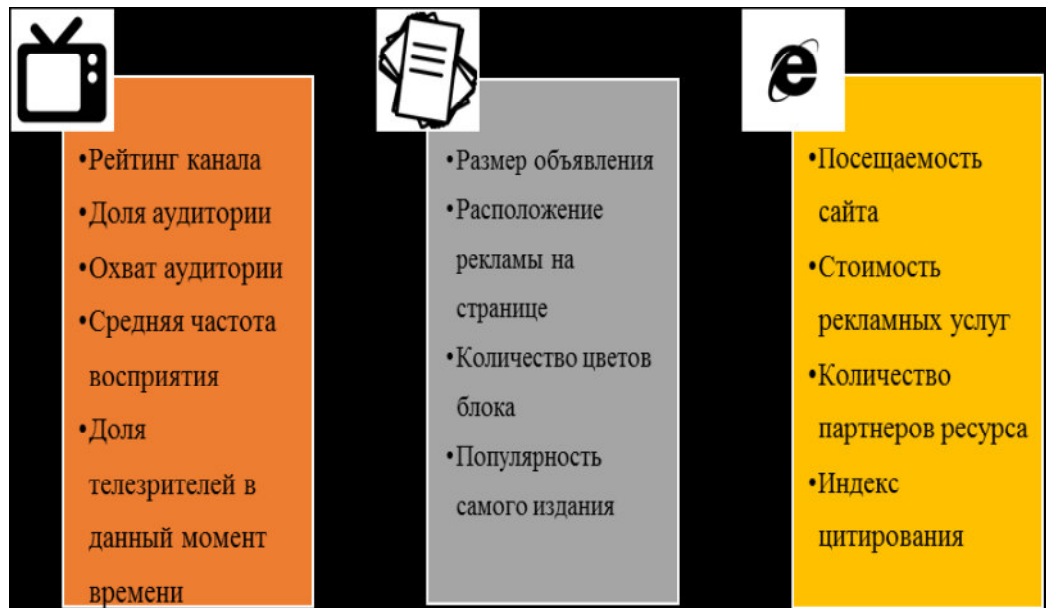 •Рейтинг канала
•Доля аудитории
•Охват аудитории
•Средняя частота
восприятия
•Доля
телезрителей в
данный момент
времени
•Размер объявления
•Расположение
рекламы на
странице
•Количество цветов
блока
•Популярность
самого издания
•Посещаемость
сайта
•Стоимость
рекламных услуг
•Количество
партнеров ресурса
•Индекс
цитирования